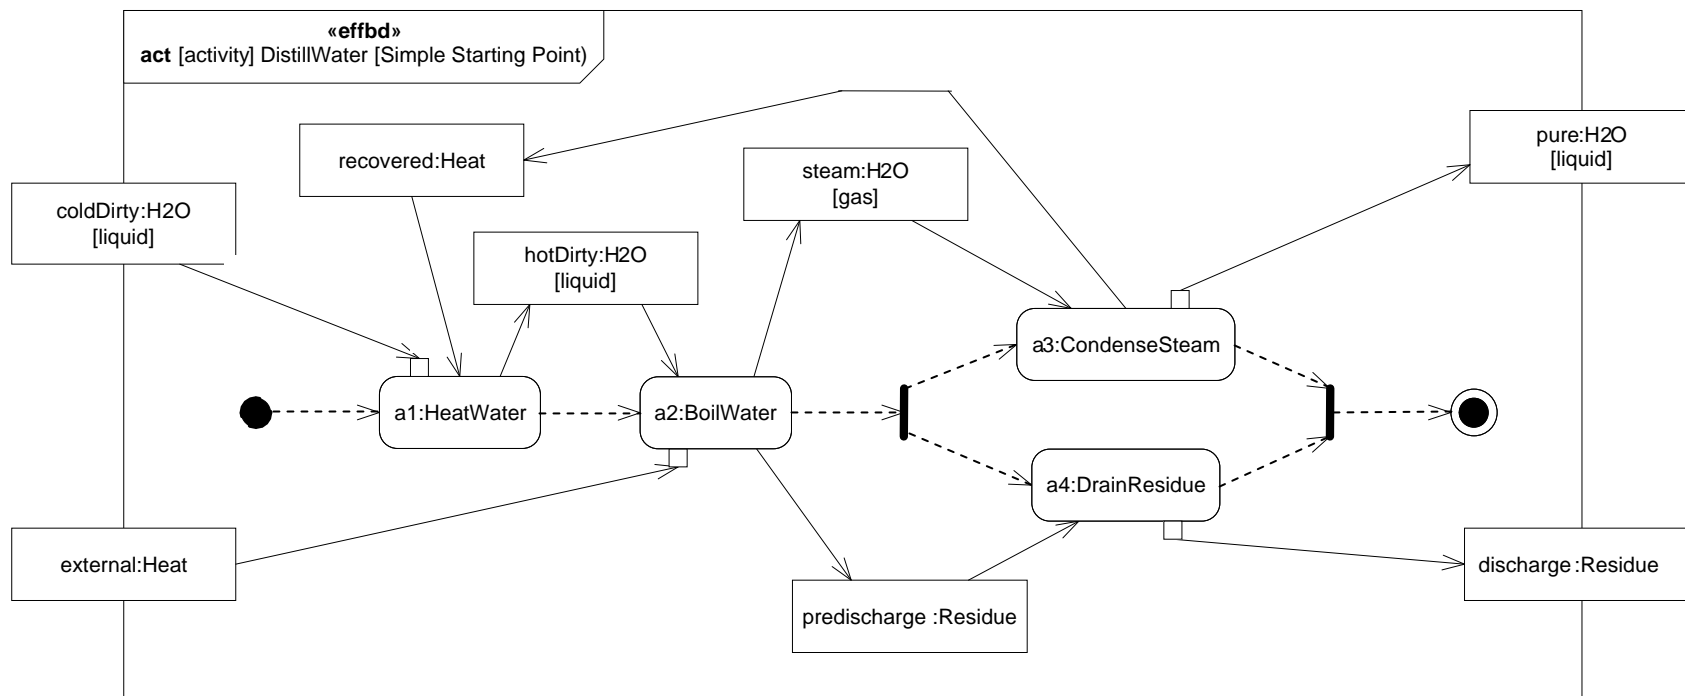 «effbd»
act [activity] DistillWater [Simple Starting Point)
recovered:Heat
pure:H2O
[liquid]
steam:H2O
[gas]
coldDirty:H2O
[liquid]
hotDirty:H2O
[liquid]
a3:CondenseSteam
a1:HeatWater
a2:BoilWater
a4:DrainResidue
external:Heat
discharge :Residue
predischarge :Residue